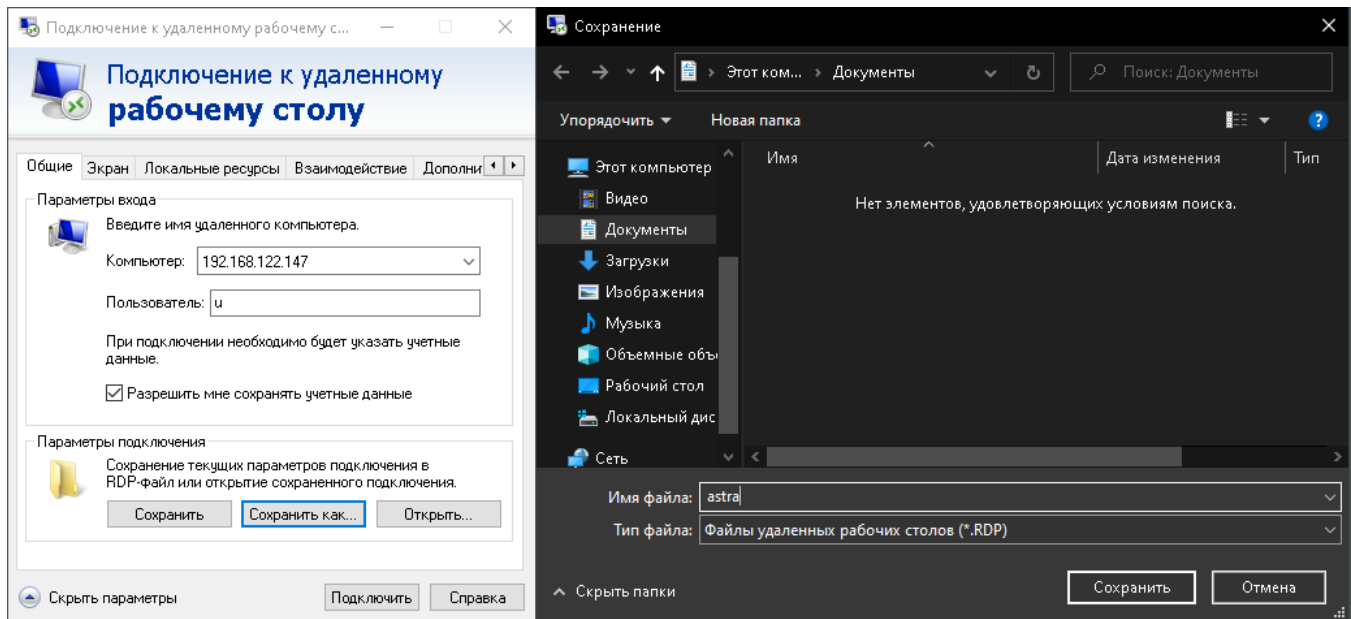 Подключение к удаленному рабочему с...
Подключение к удаленному
рабочему столу
Общие Экран Локальные ресурсы Взаимодействие Дополни
Параметры входа
Введите имя удаленного компьютера.
Компьютер: 192.168.122.147
Пользователь: u
При подключении необходимо будет указать учетные
данные.
Разрешить мне сохранять учетные данные
Параметры подключения
Сохранение текущих параметров подключения в
RDP-файл или открытие сохраненного подключения.
Сохранить Сохранить как... Открыть...
Скрыть параметры Подключить Справка
Сохранение
Этот ком... › Документы Поиск: Документы
Упорядочить Новая папка ?
Имя Дата изменения Тип
Нет элементов, удовлетворяющих условиям поиска.
Этот компьютер
Видео
Документы
Загрузки
Изображения
Музыка
Объемные объ
Рабочий стол
Локальный дис
Сеть
Имя файла: astra
Тип файла: Файлы удаленных рабочих столов (*.RDP)
Скрыть папки Сохранить Отмена